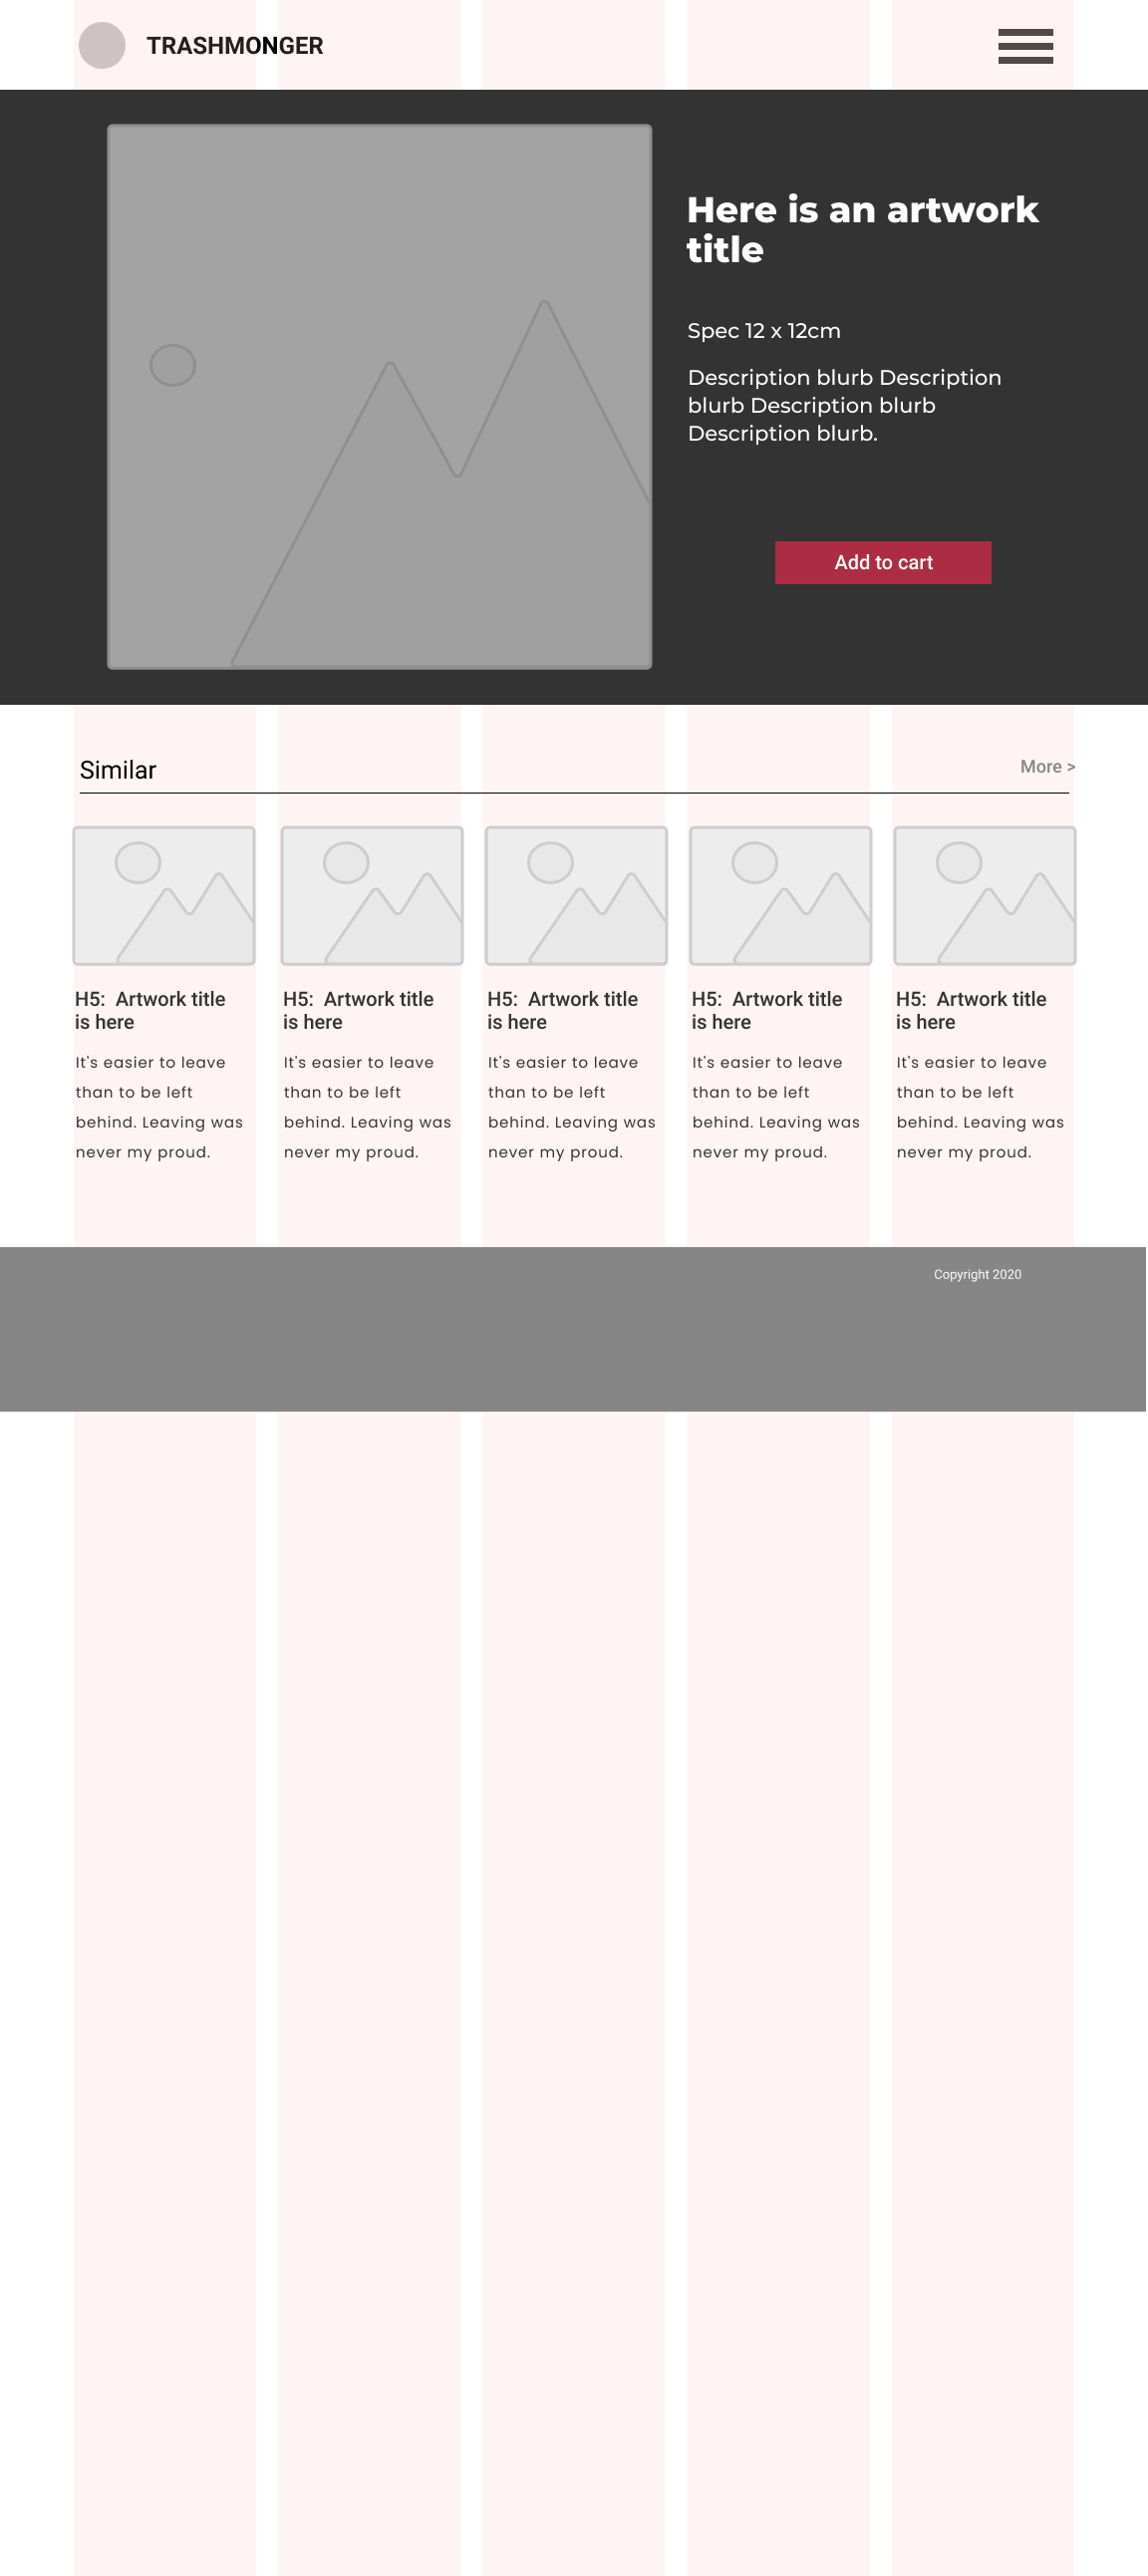 TRASHMONGER
Here is an artwork
title
Spec 12 x 12cm
Description blurb Description
blurb Description blurb
Description blurb.
Add to cart
Similar
More >
H5:  Artwork title
is here
It's easier to leave
than to be left
behind. Leaving was
never my proud.
H5:  Artwork title
is here
It's easier to leave
than to be left
behind. Leaving was
never my proud.
H5:  Artwork title
is here
It's easier to leave
than to be left
behind. Leaving was
never my proud.
H5:  Artwork title
is here
It's easier to leave
than to be left
behind. Leaving was
never my proud.
H5:  Artwork title
is here
It's easier to leave
than to be left
behind. Leaving was
never my proud.
Copyright 2020